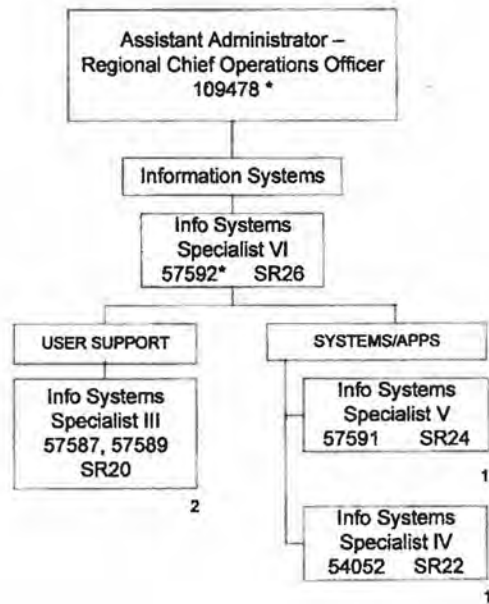 Assistant Administrator –
Regional Chief Operations Officer
109478 *
Information Systems
Info Systems
Specialist VI
57592* SR26
USER SUPPORT
Info Systems
Specialist III
57587, 57589
SR20
2
SYSTEMS/APPS
Info Systems
Specialist V
57591 SR24
1
Info Systems
Specialist IV
54052 SR22
1